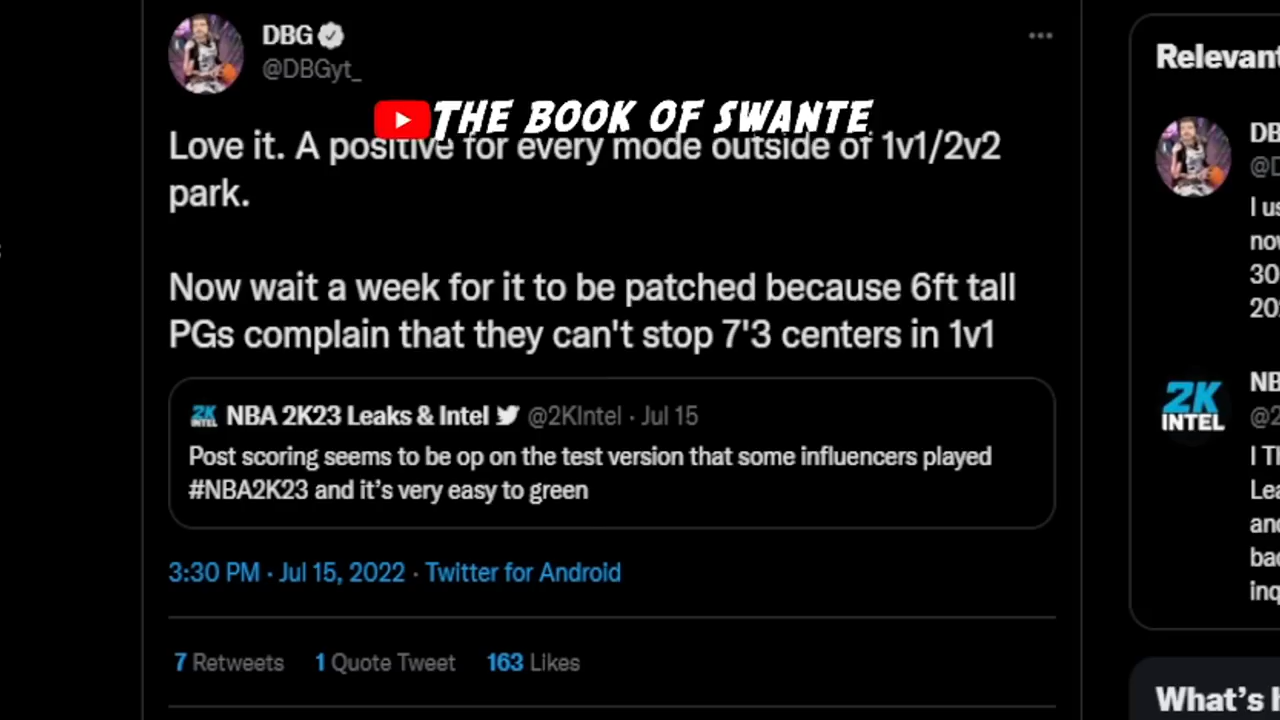 DBG
@DBGyt_
THE BOOK OF SWANTE
Love it. A positive for every mode outside of 1v1/2v2
park.
Now wait a week for it to be patched because 6ft tall
PGs complain that they can't stop 7'3 centers in 1v1
2K INTEL NBA 2K23 Leaks & Intel @2KIntel · Jul 15
Post scoring seems to be op on the test version that some influencers played
#NBA2K23 and it's very easy to green
3:30 PM · Jul 15, 2022 · Twitter for Android
7 Retweets 1 Quote Tweet 163 Likes
Relevant
DB
I us
now
30
20
2K
INTEL
NB
@2
I Th
Lea
and
bac
inq
What's h